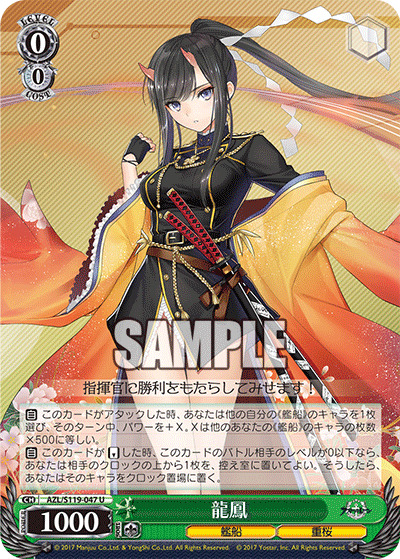 LEVEL
0
0
COST
SAMPLE
指揮官に勝利をもたらしてみせます！
自 このカードがアタックした時、あなたは他の自分の《艦船》のキャラを1枚
選び、そのターン中、パワーを＋X。Xは他のあなたの《艦船》のキャラの枚数
×500に等しい。
自 このカードが【】した時、このカードのバトル相手のレベルが0以下なら、
あなたは相手のクロックの上から1枚を、控え室に置いてよい。そうしたら、
あなたはそのキャラをクロック置場に置く。
CH AZL/S119-047 U
POWER
1000
龍鳳
艦船 重桜
© 2017 Manjuu Co.,Ltd. & YongShi Co.,Ltd. All Rights Reserved. © 2017 Yostar, Inc. All Rights Reserved.